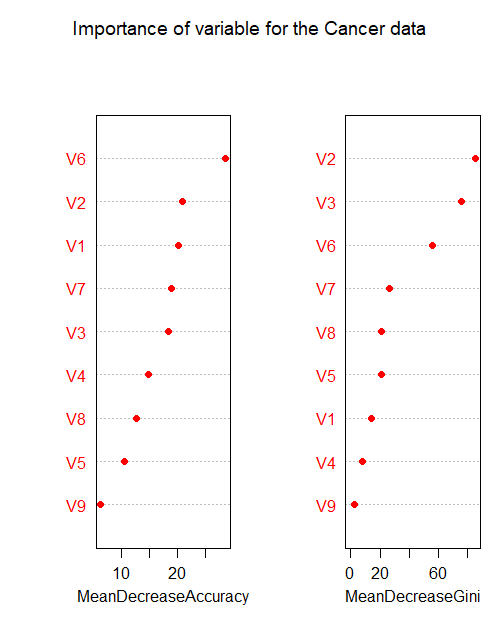 Importance of variable for the Cancer data
V6
V2
V1
V7
V3
V4
V8
V5
V9
10 20
MeanDecreaseAccuracy
V2
V3
V6
V7
V8
V5
V1
V4
V9
0 20 60
MeanDecreaseGini